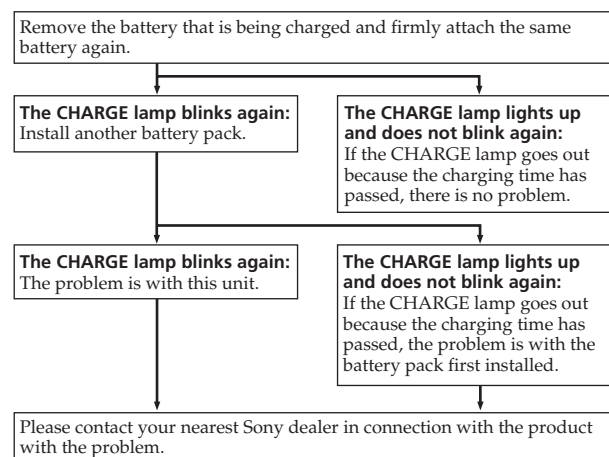 Remove the battery that is being charged and firmly attach the same
battery again.
The CHARGE lamp blinks again:
Install another battery pack.
The CHARGE lamp lights up
and does not blink again:
If the CHARGE lamp goes out
because the charging time has
passed, there is no problem.
The CHARGE lamp blinks again:
The problem is with this unit.
The CHARGE lamp lights up
and does not blink again:
If the CHARGE lamp goes out
because the charging time has
passed, the problem is with the
battery pack first installed.
Please contact your nearest Sony dealer in connection with the product
with the problem.